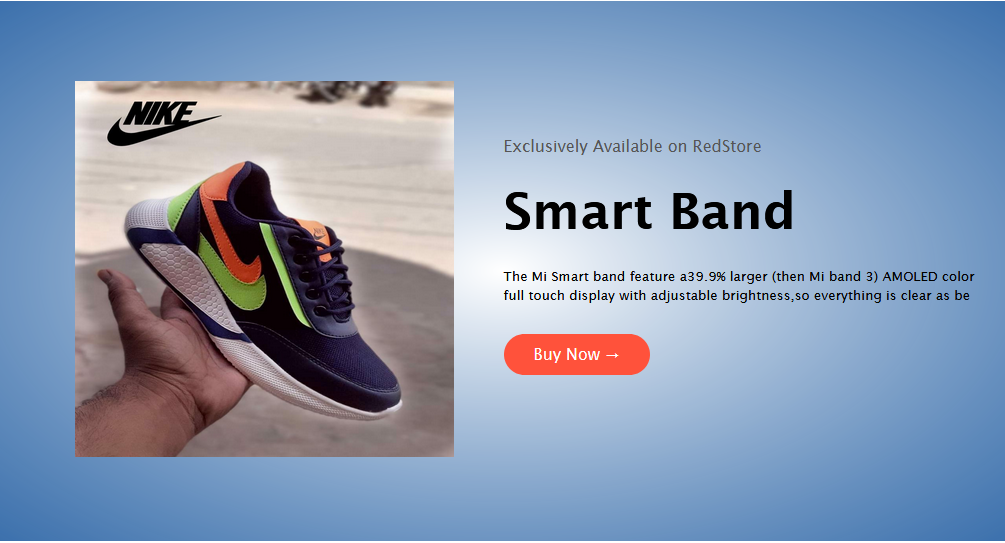 NIKE
Exclusively Available on RedStore
Smart Band
The Mi Smart band feature a39.9% larger (then Mi band 3) AMOLED color
full touch display with adjustable brightness,so everything is clear as be
Buy Now →